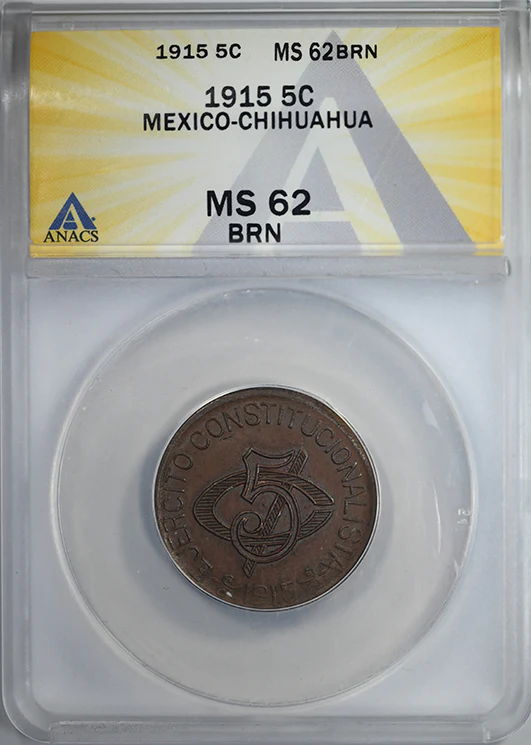 1915 5C MS 62BRN
1915 5C
MEXICO-CHIHUAHUA
ANACS
MS 62
BRN
EJERCITO CONSTITUCIONALISTA
5 C
1915